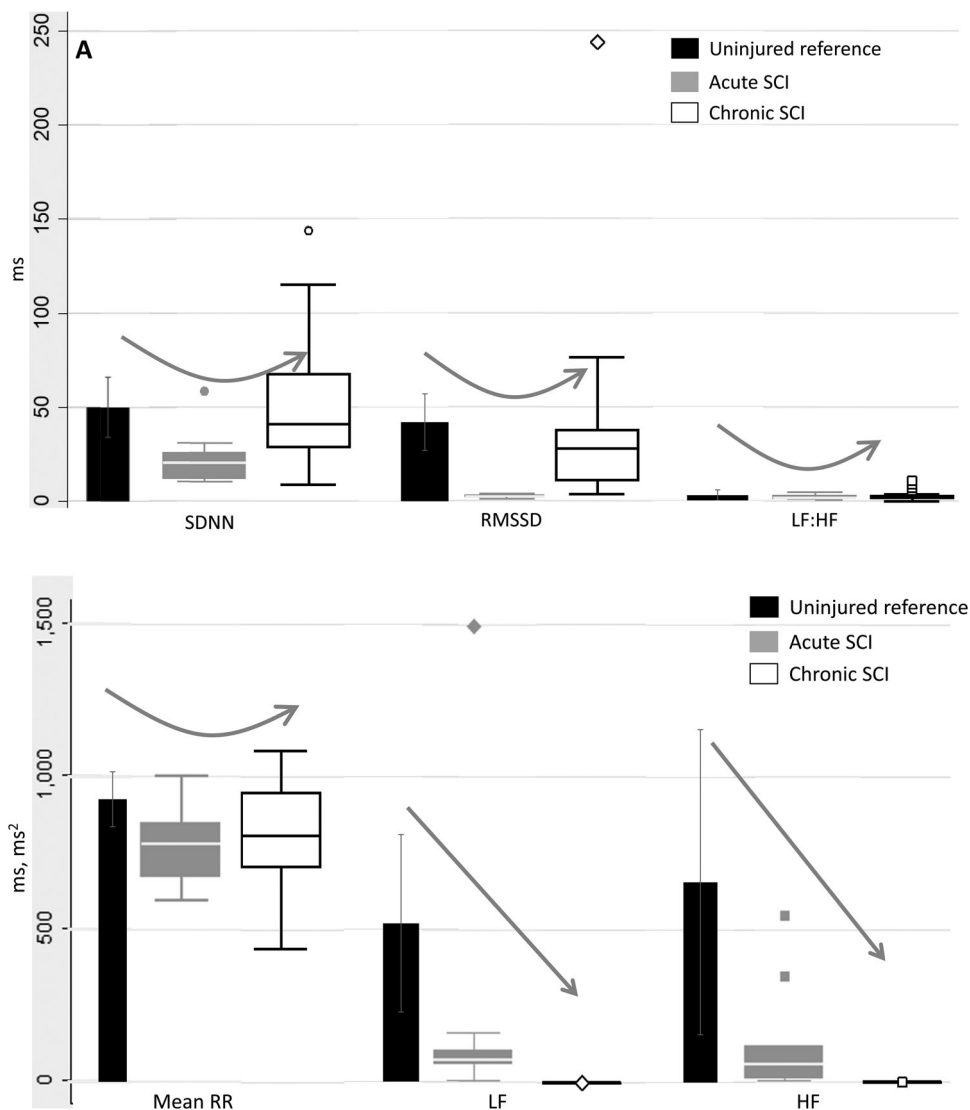 A
250
200
150
100
50
0
ms
Uninjured reference
Acute SCI
Chronic SCI
SDNN RMSSD LF:HF
1,500
1,000
500
0
ms, ms²
Uninjured reference
Acute SCI
Chronic SCI
Mean RR LF HF